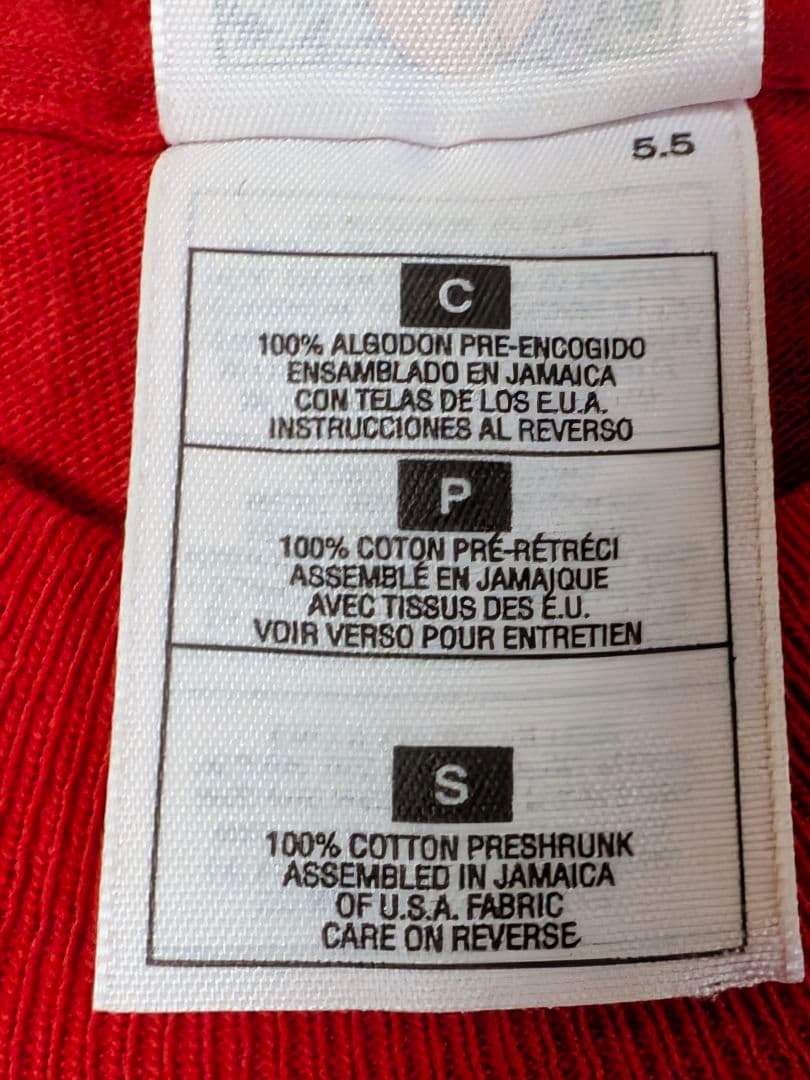 5.5
C
100% ALGODON PRE-ENCOGIDO
ENSAMBLADO EN JAMAICA
CON TELAS DE LOS E.U.A.
INSTRUCCIONES AL REVERSO
P
100% COTON PRÉ-RÉTRÉCI
ASSEMBLÉ EN JAMAIQUE
AVEC TISSUS DES É.U.
VOIR VERSO POUR ENTRETIEN
S
100% COTTON PRESHRUNK
ASSEMBLED IN JAMAICA
OF U.S.A. FABRIC
CARE ON REVERSE